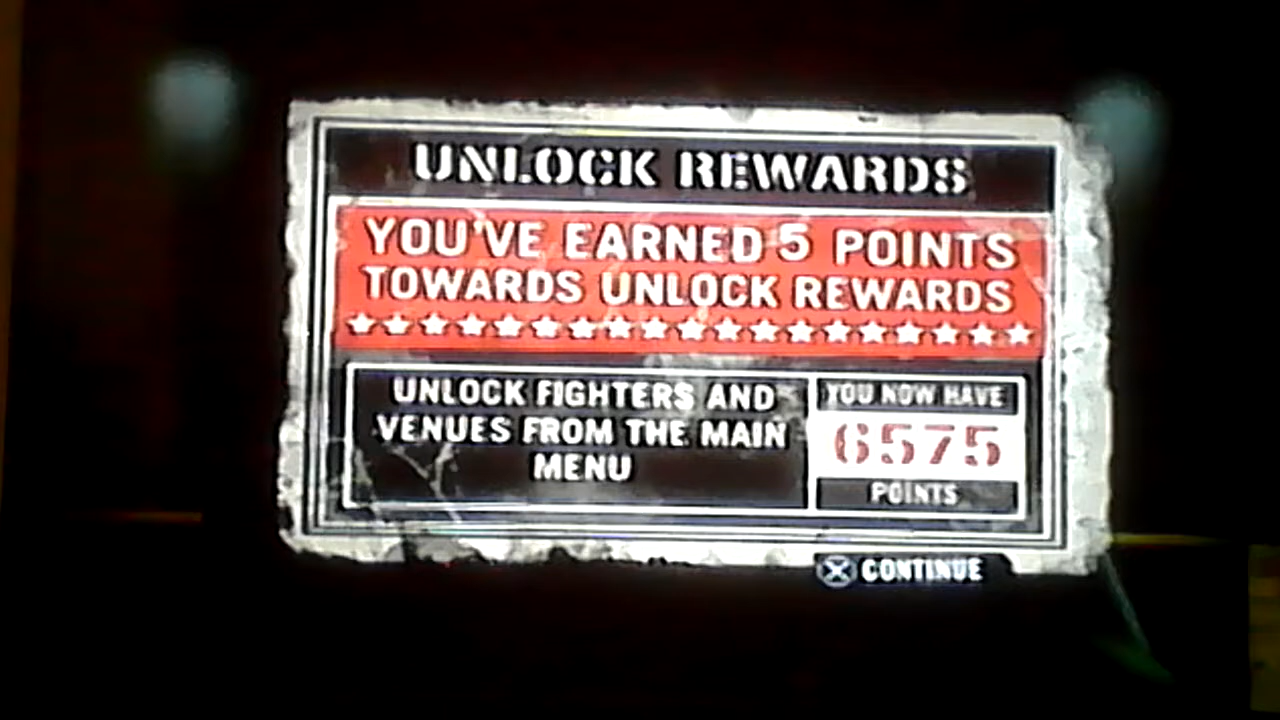 UNLOCK REWARDS
YOU'VE EARNED 5 POINTS
TOWARDS UNLOCK REWARDS
UNLOCK FIGHTERS AND
VENUES FROM THE MAIN
MENU
YOU NOW HAVE
6575
POINTS
CONTINUE